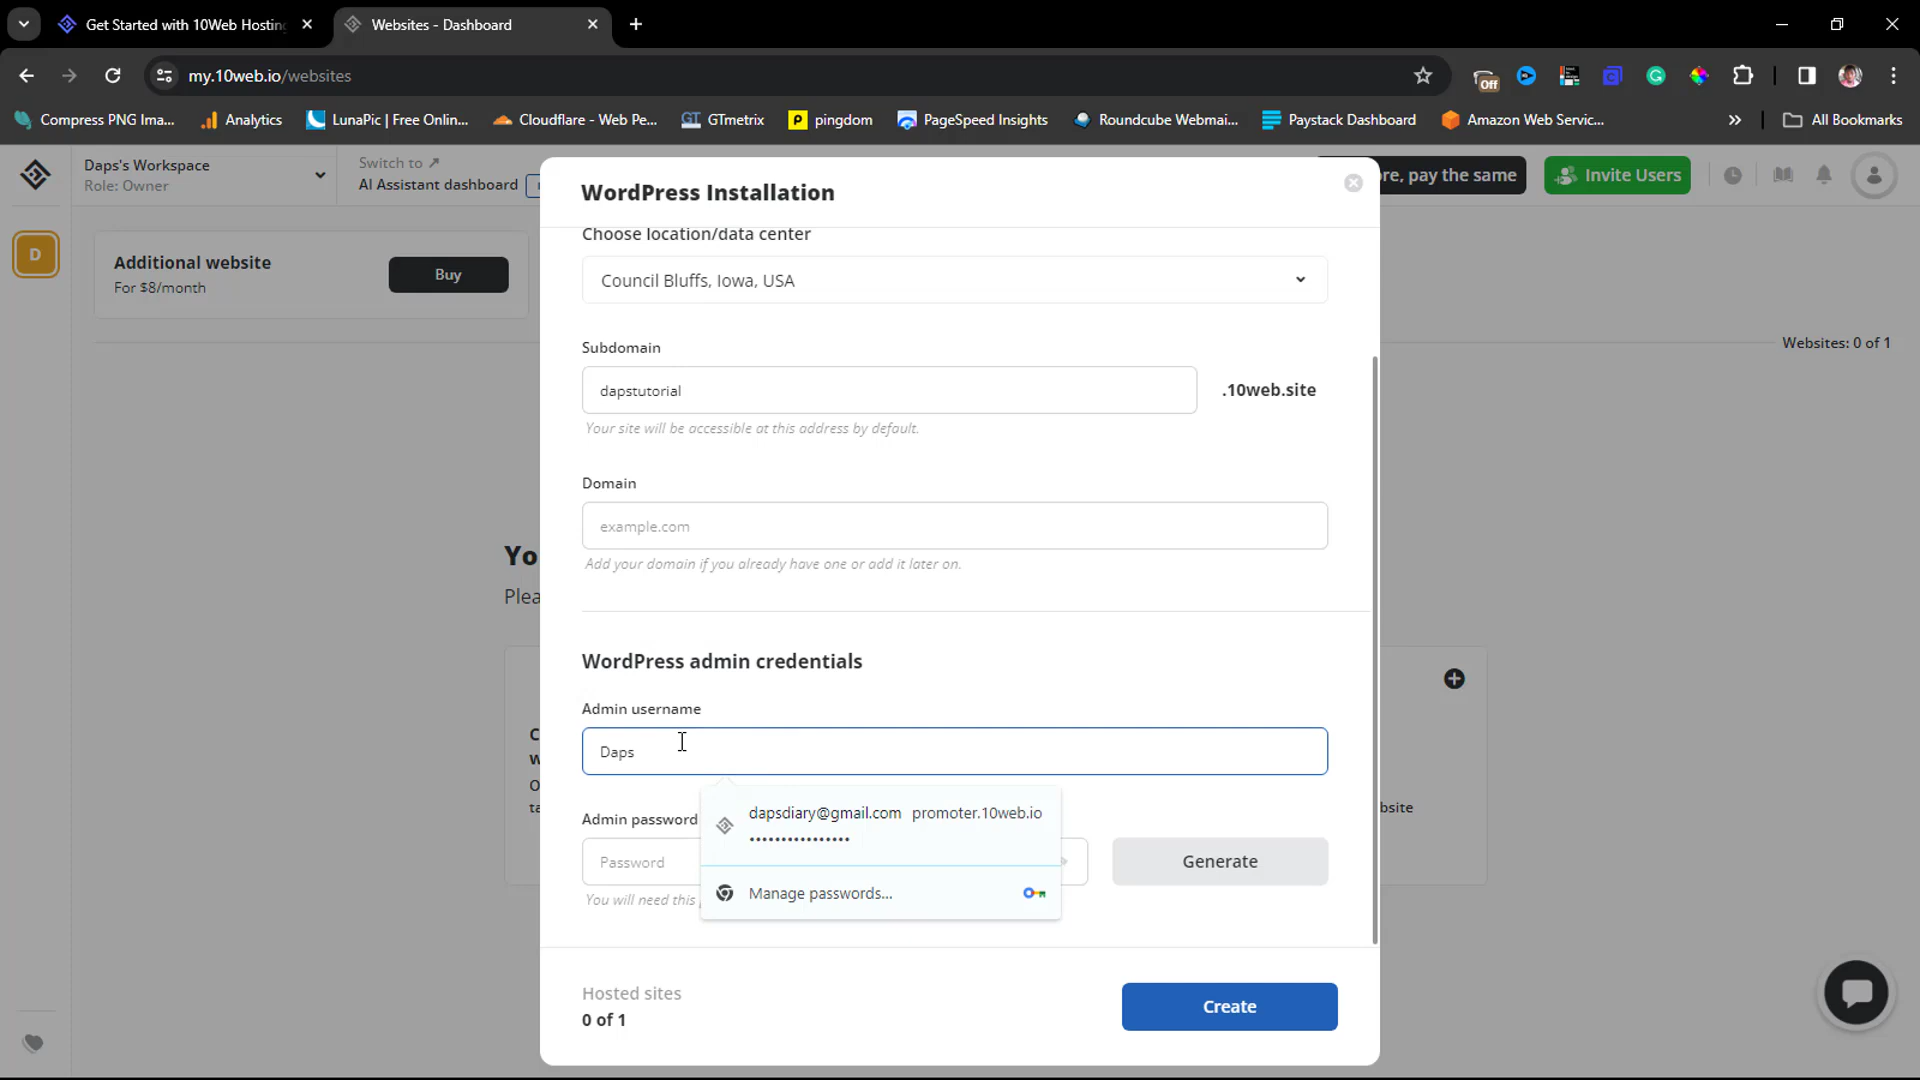 Get Started with 10Web Hosting
Websites - Dashboard
my.10web.io/websites
Off
Compress PNG Ima...
Analytics
LunaPic | Free Onlin...
Cloudflare - Web Pe...
GT
GTmetrix
pingdom
PageSpeed Insights
Roundcube Webmai...
Paystack Dashboard
Amazon Web Servic...
All Bookmarks
Daps's Workspace
Role: Owner
Switch to
AI Assistant dashboard
WordPress Installation
re, pay the same
Invite Users
D
Additional website
For $8/month
Buy
Choose location/data center
Council Bluffs, Iowa, USA
Websites: 0 of 1
Subdomain
dapstutorial
.10web.site
Your site will be accessible at this address by default.
Domain
example.com
Add your domain if you already have one or add it later on.
Yo
Plea
WordPress admin credentials
Admin username
Daps
dapsdiary@gmail.com promoter.10web.io
••••••••••••••••
Admin password
Password
Generate
Manage passwords...
You will need this
bsite
Hosted sites
0 of 1
Create